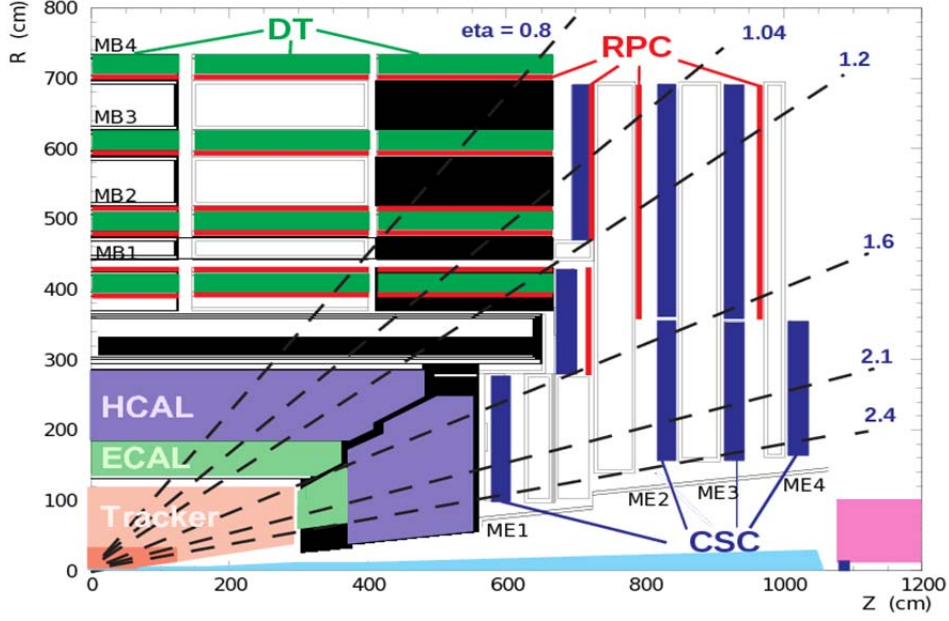 R (cm)
800
700
600
500
400
300
200
100
0
0
200
400
600
800
1000
1200
Z (cm)
DT
eta = 0.8
1.04
1.2
1.6
2.1
2.4
RPC
MB4
MB3
MB2
MB1
HCAL
ECAL
Tracker
ME1
ME2
ME3
ME4
CSC